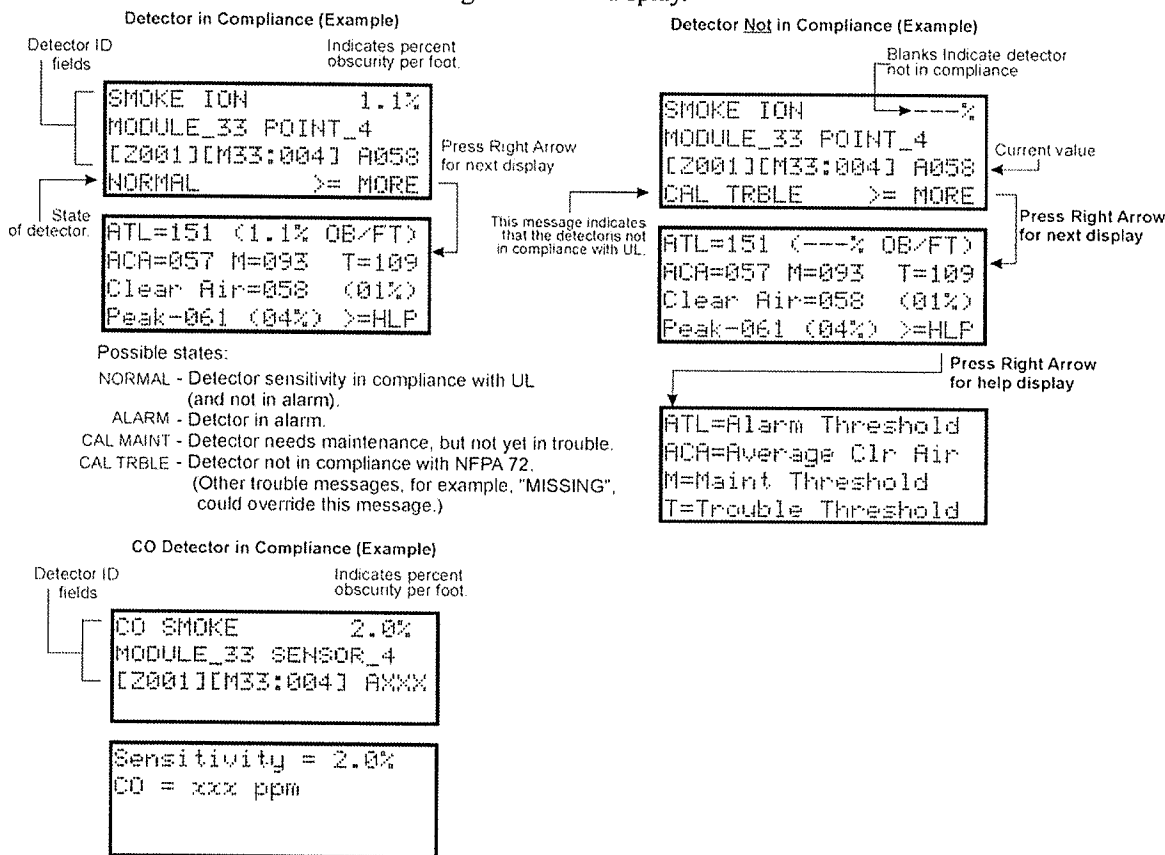 Detector in Compliance (Example)
Detector ID
fields
Indicates percent
obscurity per foot.
SMOKE ION 1.1%
MODULE_33 POINT_4
[Z001][M33:004] A058
NORMAL >= MORE
Press Right Arrow
for next display
State
of detector.
ATL=151 (1.1% OB/FT)
ACA=057 M=093 T=109
Clear Air=058 (01%)
Peak-061 (04%) >=HLP
Possible states:
NORMAL - Detector sensitivity in compliance with UL
(and not in alarm).
ALARM - Detctor in alarm.
CAL MAINT - Detector needs maintenance, but not yet in trouble.
CAL TRBLE - Detector not in compliance with NFPA 72.
(Other trouble messages, for example, "MISSING",
could override this message.)
Detector Not in Compliance (Example)
Blanks Indicate detector
not in compliance
SMOKE ION ---%
MODULE_33 POINT_4
[Z001][M33:004] A058
CAL TRBLE >= MORE
Current value
This message indicates
that the detectoris not
in compliance with UL.
Press Right Arrow
for next display
ATL=151 (---% OB/FT)
ACA=057 M=093 T=109
Clear Air=058 (01%)
Peak-061 (04%) >=HLP
Press Right Arrow
for help display
ATL=Alarm Threshold
ACA=Average Clr Air
M=Maint Threshold
T=Trouble Threshold
CO Detector in Compliance (Example)
Detector ID
fields
Indicates percent
obscurity per foot.
CO SMOKE 2.0%
MODULE_33 SENSOR_4
[Z001][M33:004] AXXX
Sensitivity = 2.0%
CO = xxx ppm